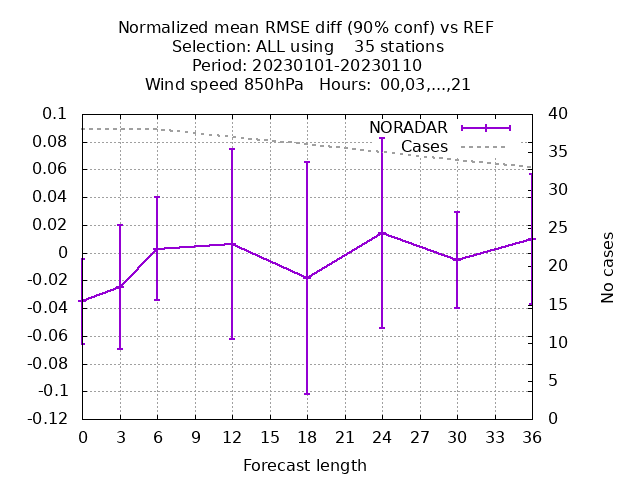 Normalized mean RMSE diff (90% conf) vs REF
Selection: ALL using    35 stations
Period: 20230101-20230110
Wind speed 850hPa   Hours:  00,03,...,21
NORADAR
Cases
0.1
0.08
0.06
0.04
0.02
0
-0.02
-0.04
-0.06
-0.08
-0.1
-0.12
40
35
30
25
20
15
10
5
0
No cases
0 3 6 9 12 15 18 21 24 27 30 33 36
Forecast length